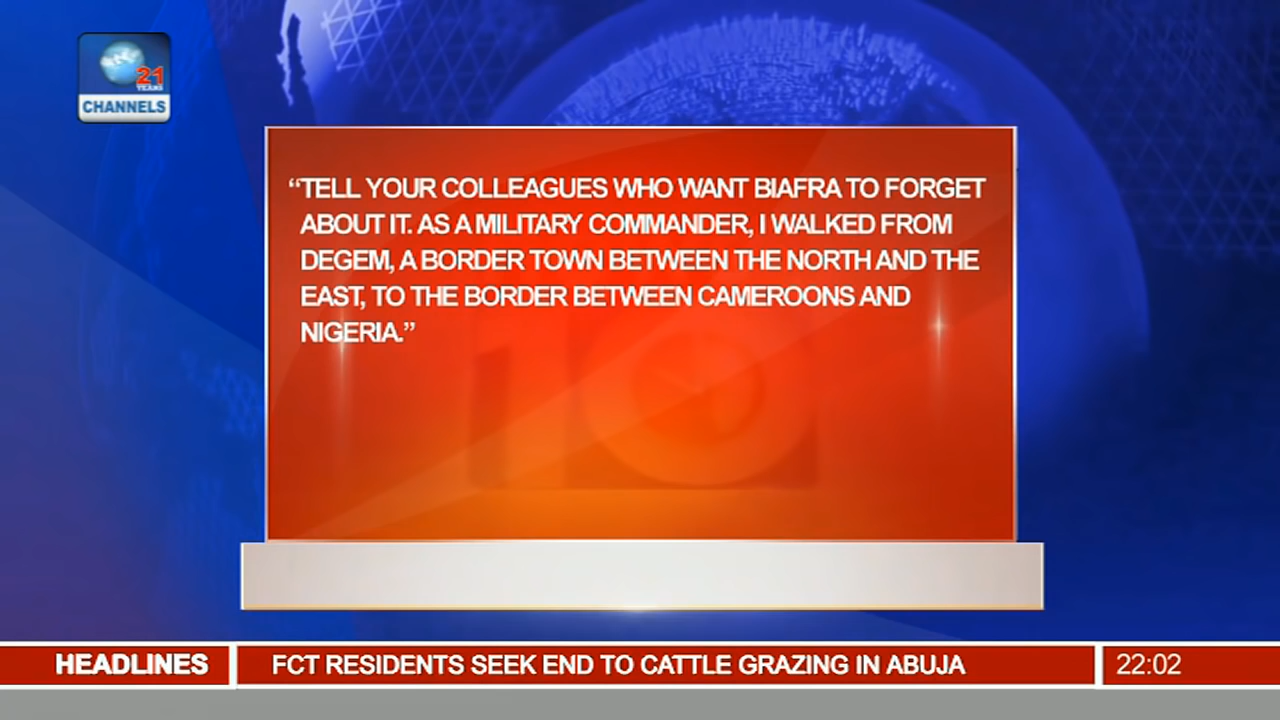 21
YEARS
CHANNELS
“TELL YOUR COLLEAGUES WHO WANT BIAFRA TO FORGET
ABOUT IT. AS A MILITARY COMMANDER, I WALKED FROM
DEGEM, A BORDER TOWN BETWEEN THE NORTH AND THE
EAST, TO THE BORDER BETWEEN CAMEROONS AND
NIGERIA.”
10
HEADLINES
FCT RESIDENTS SEEK END TO CATTLE GRAZING IN ABUJA
22:02